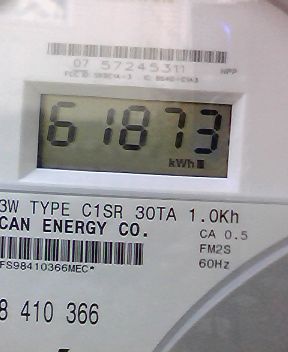 07 57245311
61873
kWh
3W TYPE C1SR 30TA 1.0Kh
CAN ENERGY CO.
CA 0.5
FM2S
60Hz
FS98410366MEC*
8 410 366